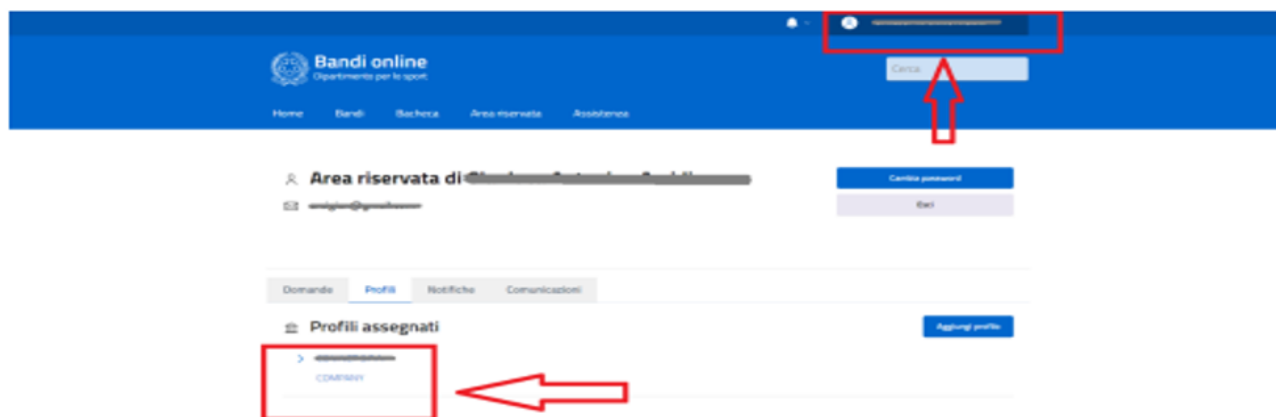 Bandi online
Dipartimento per lo sport
Cerca
Home Bandi Bacheca Area riservata Assistenza
Area riservata di
Cambia password
Esci
Domande Profili Notifiche Comunicazioni
Profili assegnati
Aggiungi profilo
COMPANY